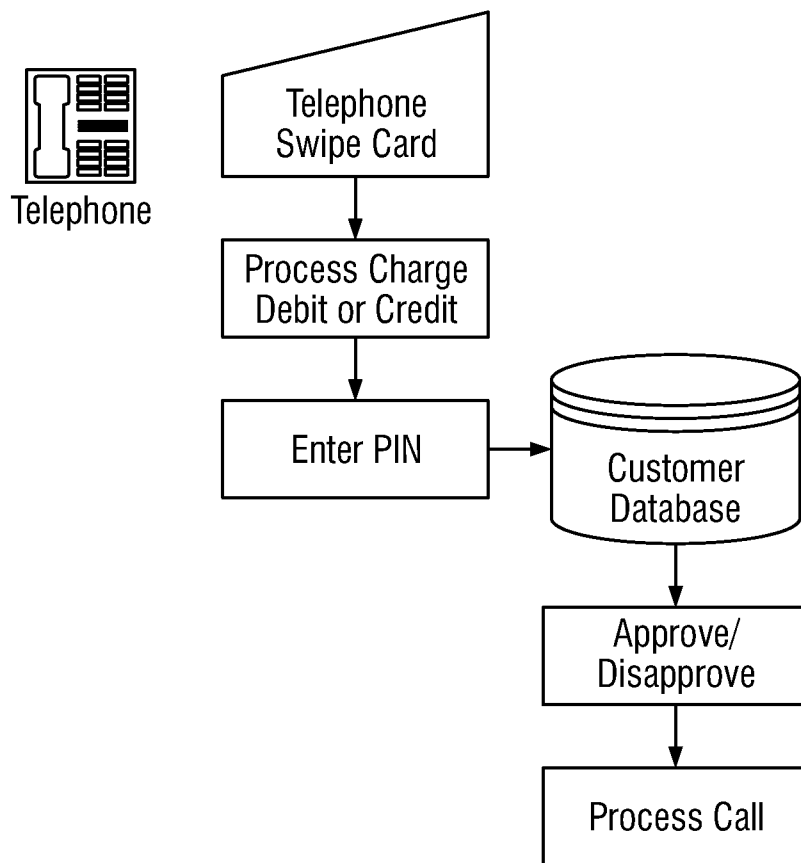 Telephone
Swipe Card
Telephone
Process Charge
Debit or Credit
Enter PIN
Customer
Database
Approve/
Disapprove
Process Call